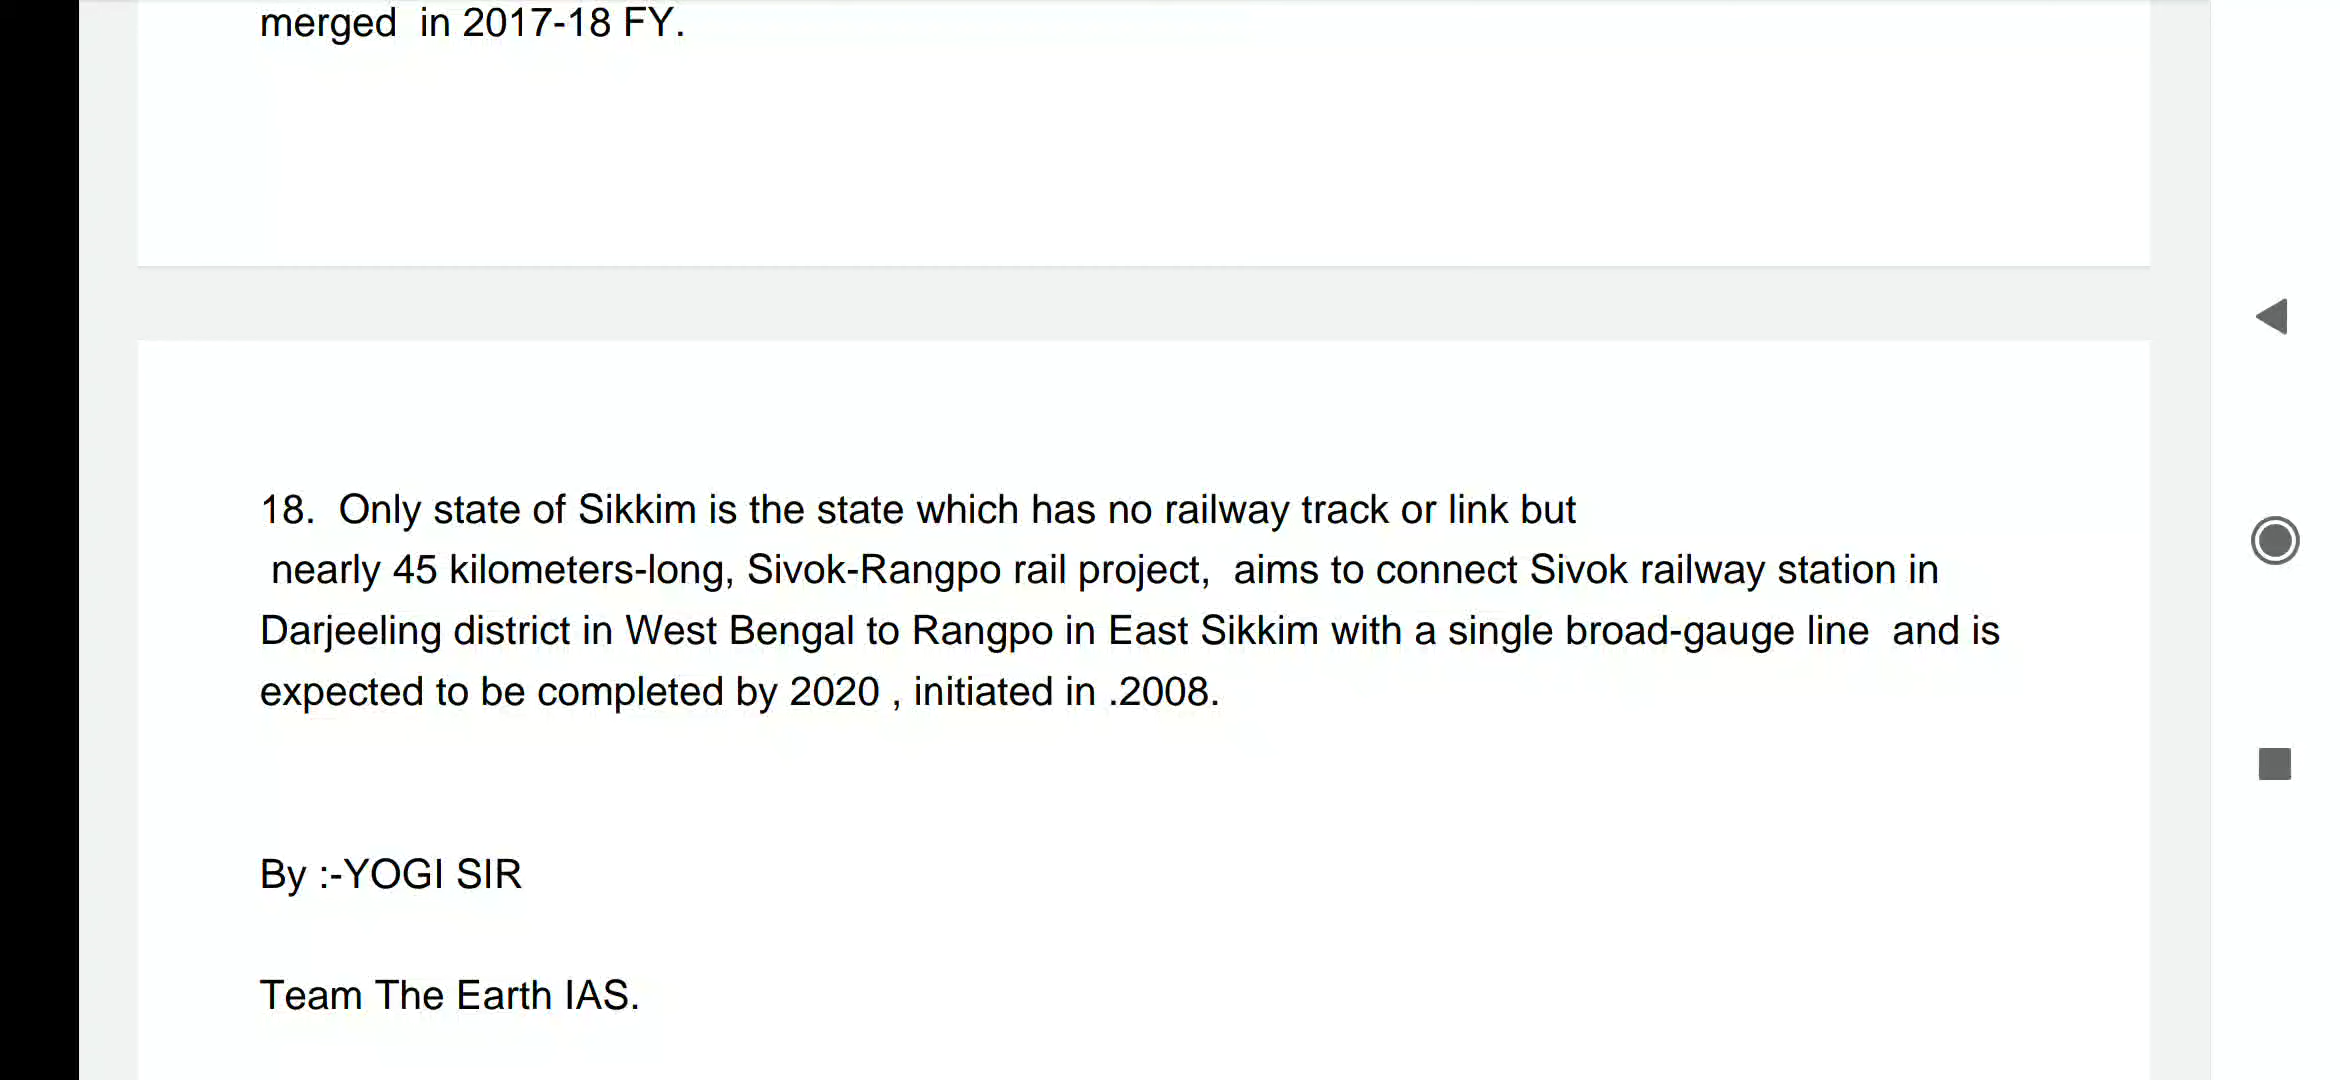 merged  in 2017-18 FY.
18.  Only state of Sikkim is the state which has no railway track or link but
nearly 45 kilometers-long, Sivok-Rangpo rail project,  aims to connect Sivok railway station in
Darjeeling district in West Bengal to Rangpo in East Sikkim with a single broad-gauge line  and is
expected to be completed by 2020 , initiated in .2008.
By :-YOGI SIR
Team The Earth IAS.